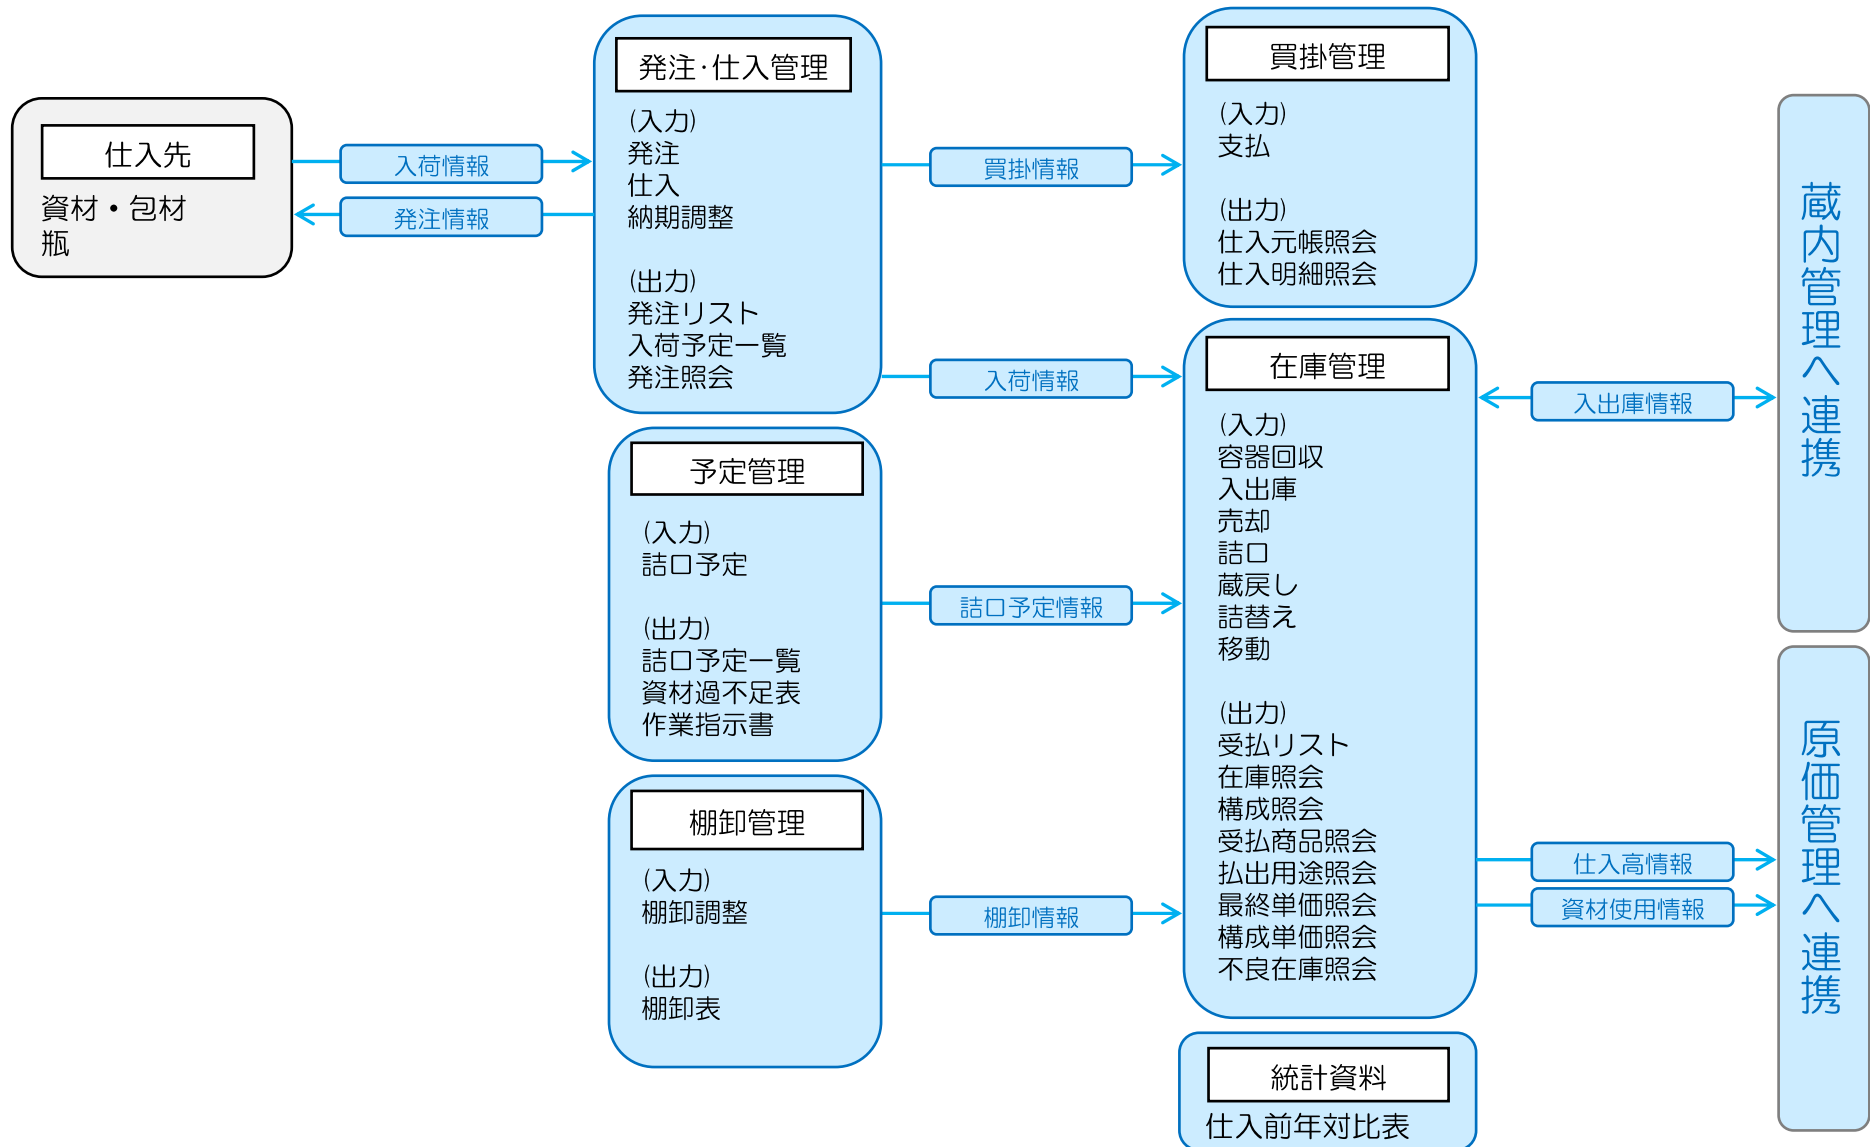 仕入先
資材・包材
瓶
入荷情報
発注情報
発注･仕入管理
(入力)
発注
仕入
納期調整
(出力)
発注リスト
入荷予定一覧
発注照会
予定管理
(入力)
詰口予定
(出力)
詰口予定一覧
資材過不足表
作業指示書
棚卸管理
(入力)
棚卸調整
(出力)
棚卸表
買掛情報
入荷情報
詰口予定情報
棚卸情報
買掛管理
(入力)
支払
(出力)
仕入元帳照会
仕入明細照会
在庫管理
(入力)
容器回収
入出庫
売却
詰口
蔵戻し
詰替え
移動
(出力)
受払リスト
在庫照会
構成照会
受払商品照会
払出用途照会
最終単価照会
構成単価照会
不良在庫照会
統計資料
仕入前年対比表
入出庫情報
仕入高情報
資材使用情報
蔵内管理へ連携
原価管理へ連携